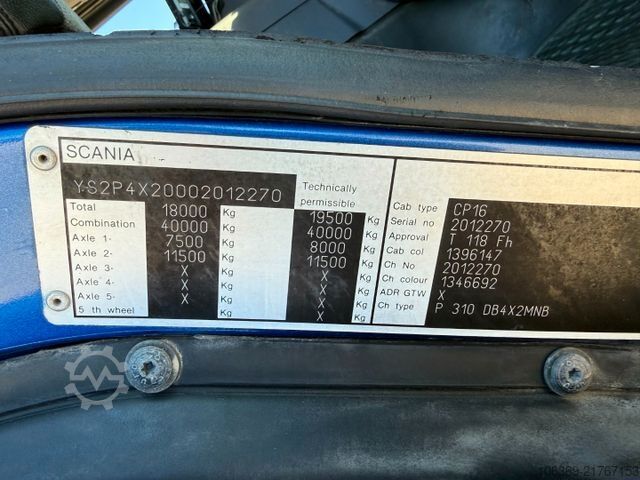 SCANIA
YS2P4X20002012270
Technically
permissible
Total 18000 Kg 19500 Kg
Combination 40000 Kg 40000 Kg
Axle 1- 7500 Kg 8000 Kg
Axle 2- 11500 Kg 11500 Kg
Axle 3- X Kg X Kg
Axle 4- X Kg X Kg
Axle 5- X Kg X Kg
5 th wheel X Kg X Kg
Cab type CP16
Serial no 2012270
Approval T 118 Fh
Cab col 1396147
Ch No 2012270
Ch colour 1346692
ADR GTW X
Ch type P 310 DB4X2MNB
106369-21767153